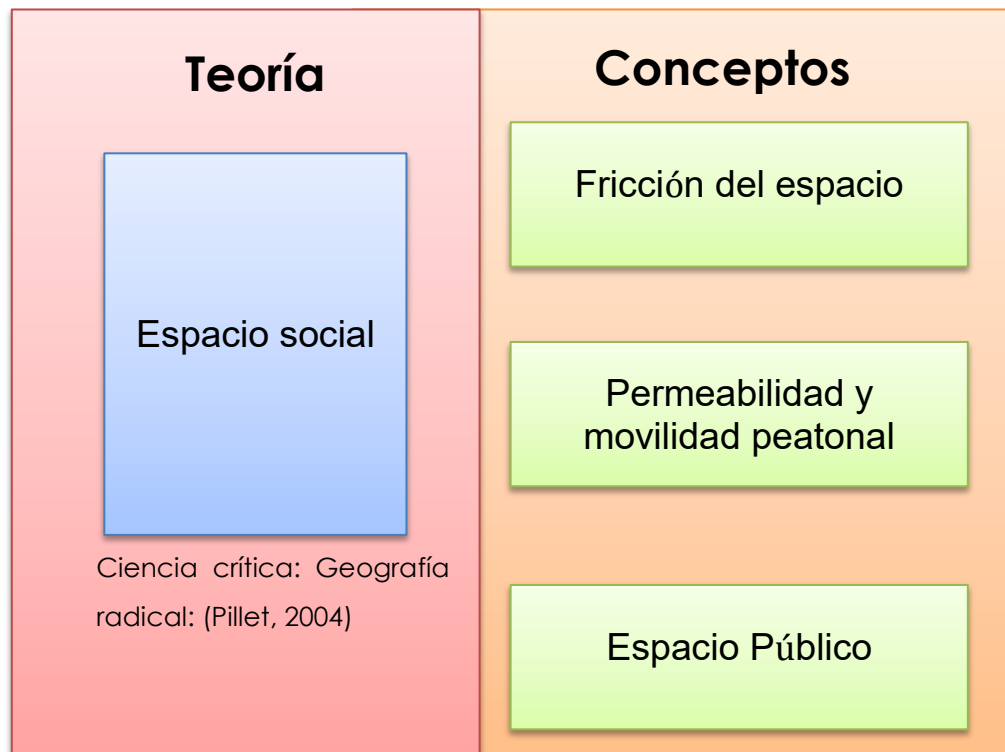 Teoría
Espacio social
Ciencia crítica: Geografía
radical: (Pillet, 2004)
Conceptos
Fricción del espacio
Permeabilidad y
movilidad peatonal
Espacio Público